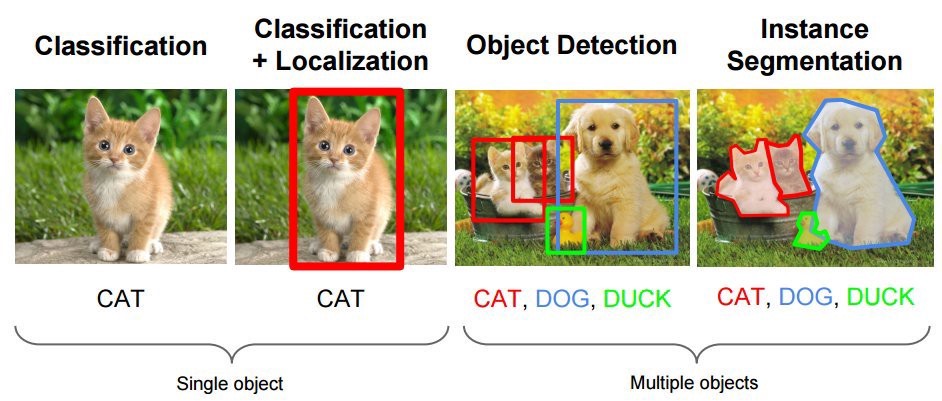 Classification
Classification
+ Localization
Object Detection
Instance
Segmentation
CAT
CAT
CAT, DOG, DUCK
CAT, DOG, DUCK
Single object
Multiple objects